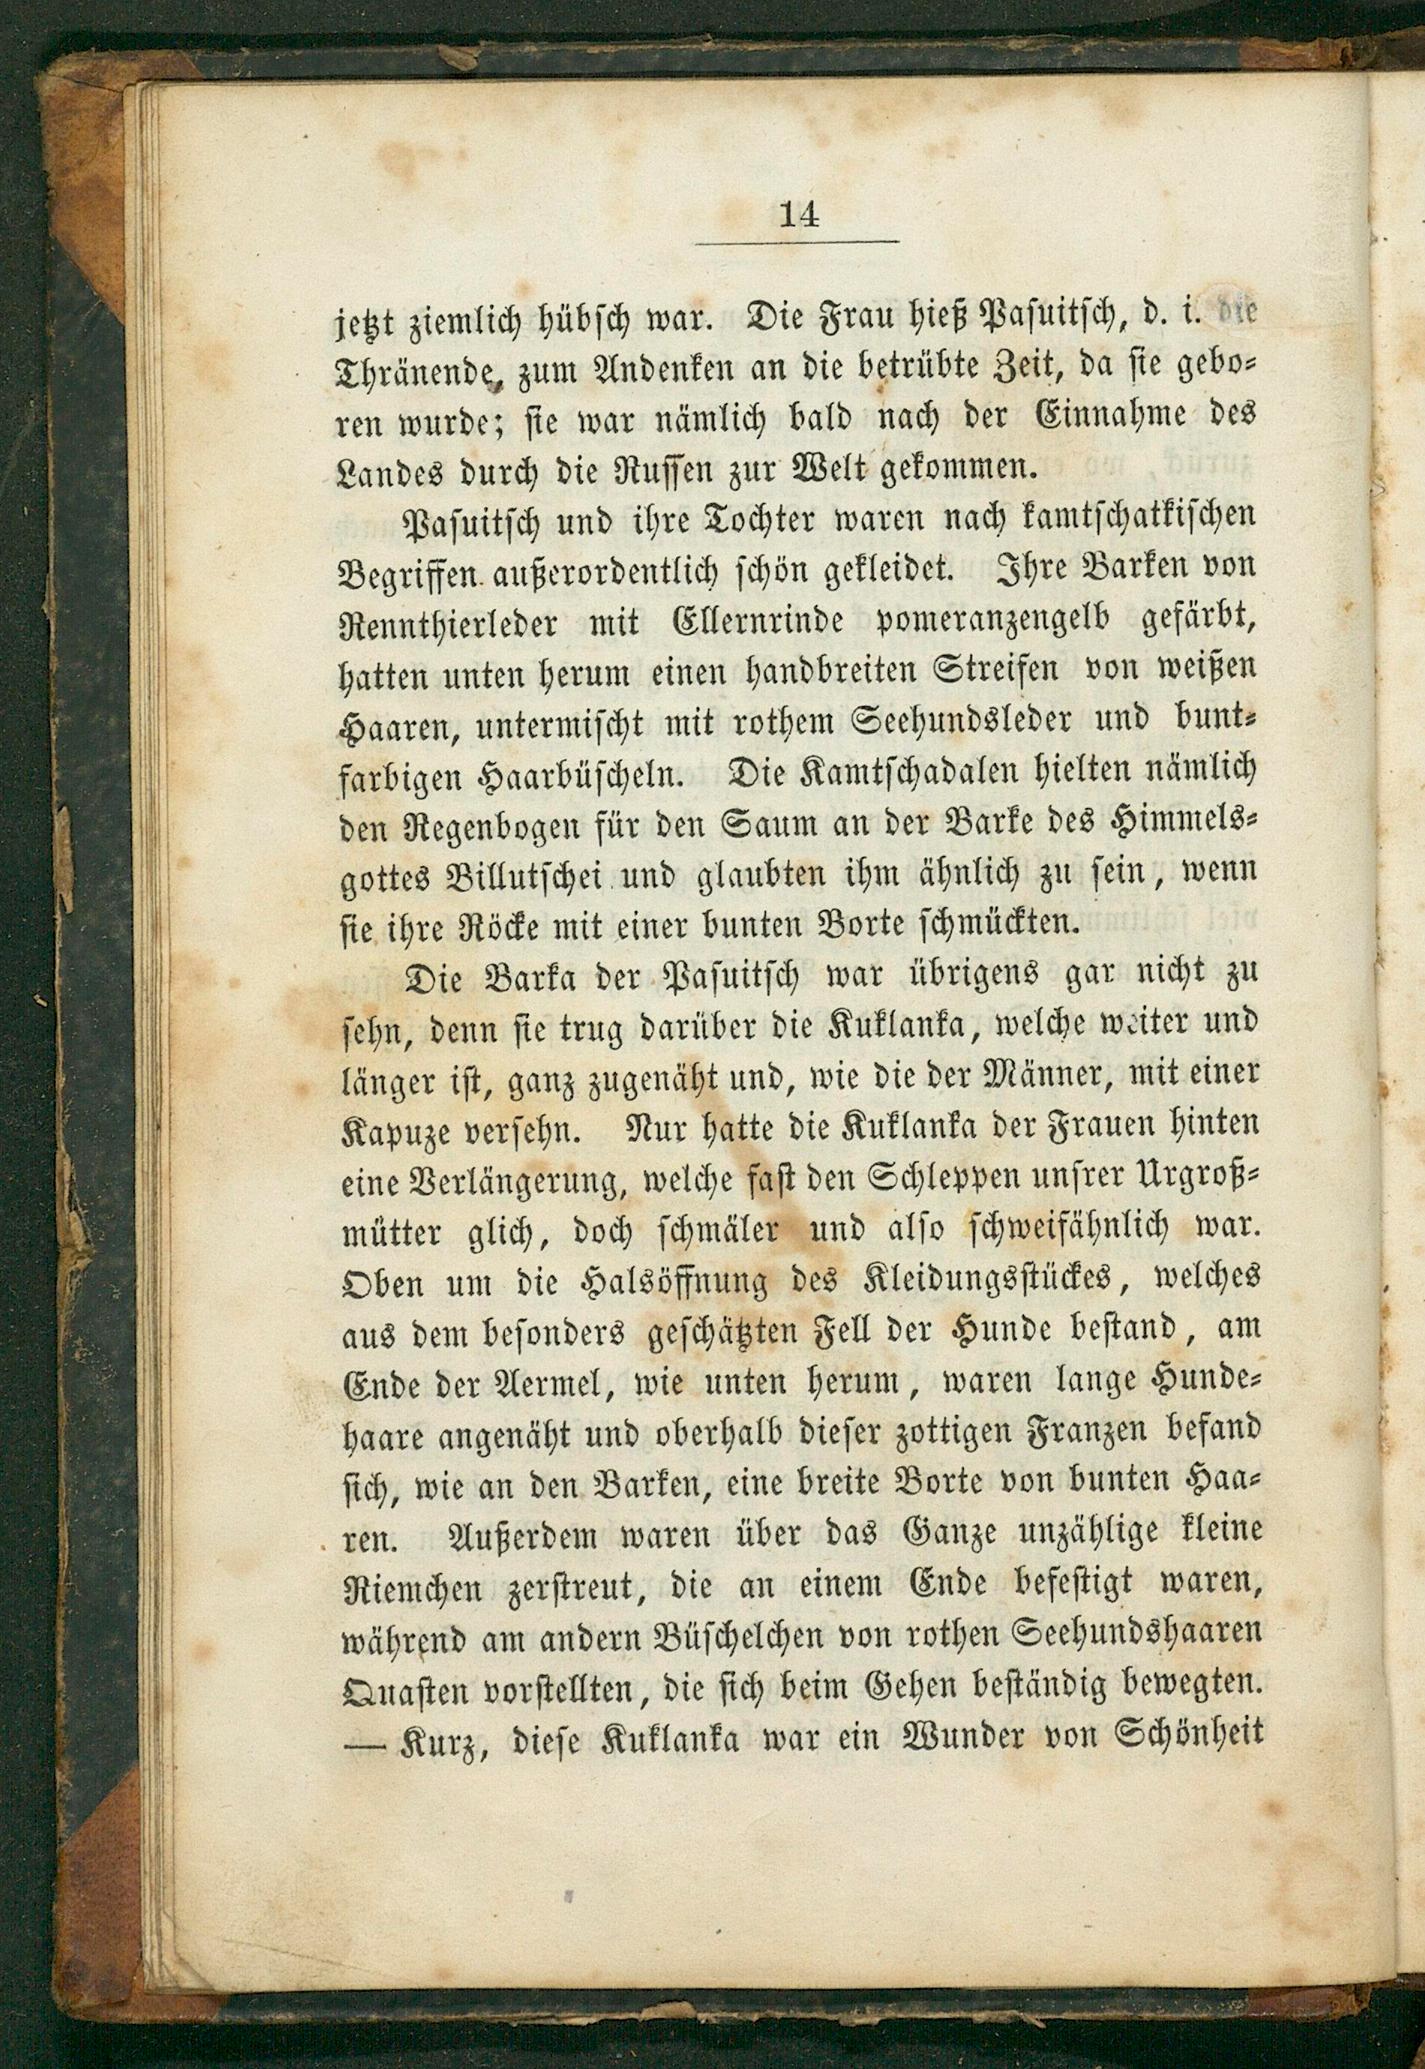 14
jetzt ziemlich hübsch war. Die Frau hieß Pasuitsch, d. i. die
Thränende, zum Andenken an die betrübte Zeit, da sie gebo-
ren wurde; sie war nämlich bald nach der Einnahme des
Landes durch die Russen zur Welt gekommen.
Pasuitsch und ihre Tochter waren nach kamtschatkischen
Begriffen außerordentlich schön gekleidet. Ihre Barken von
Rennthierleder mit Ellernrinde pomeranzengelb gefärbt,
hatten unten herum einen handbreiten Streifen von weißen
Haaren, untermischt mit rothem Seehundsleder und bunt-
farbigen Haarbüscheln. Die Kamtschadalen hielten nämlich
den Regenbogen für den Saum an der Barke des Himmels-
gottes Billutschei und glaubten ihm ähnlich zu sein, wenn
sie ihre Röcke mit einer bunten Borte schmückten.
Die Barka der Pasuitsch war übrigens gar nicht zu
sehn, denn sie trug darüber die Kuklanka, welche weiter und
länger ist, ganz zugenäht und, wie die der Männer, mit einer
Kapuze versehn. Nur hatte die Kuklanka der Frauen hinten
eine Verlängerung, welche fast den Schleppen unsrer Urgroß-
mütter glich, doch schmäler und also schweifähnlich war.
Oben um die Halsöffnung des Kleidungsstückes, welches
aus dem besonders geschätzten Fell der Hunde bestand, am
Ende der Aermel, wie unten herum, waren lange Hunde-
haare angenäht und oberhalb dieser zottigen Franzen befand
sich, wie an den Barken, eine breite Borte von bunten Haa-
ren. Außerdem waren über das Ganze unzählige kleine
Riemchen zerstreut, die an einem Ende befestigt waren,
während am andern Büschelchen von rothen Seehundshaaren
Quasten vorstellten, die sich beim Gehen beständig bewegten.
— Kurz, diese Kuklanka war ein Wunder von Schönheit